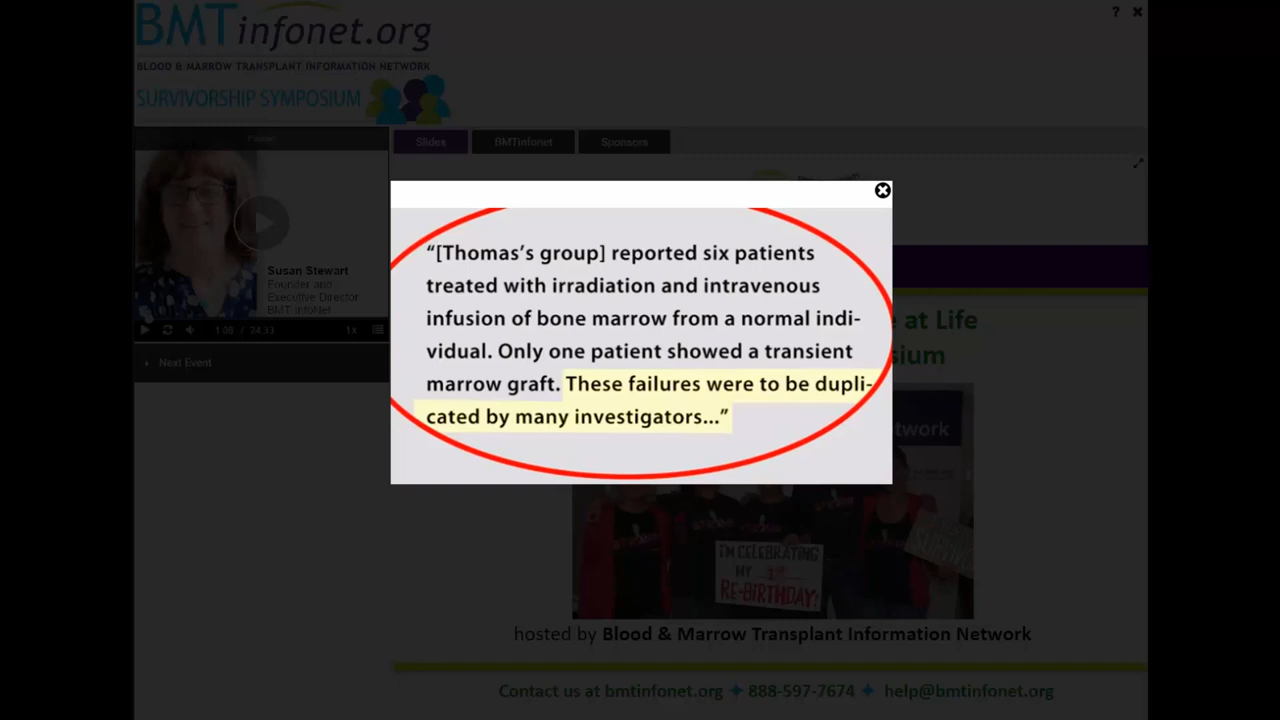 BMTinfonet.org
BLOOD & MARROW TRANSPLANT INFORMATION NETWORK
SURVIVORSHIP SYMPOSIUM
Slides
BMTinfonet
Sponsors
Susan Stewart
Founder and
Executive Director
BMT InfoNet
1:08 / 24:33
1x
Next Event
“[Thomas’s group] reported six patients
treated with irradiation and intravenous
infusion of bone marrow from a normal indi-
vidual. Only one patient showed a transient
marrow graft. These failures were to be dupli-
cated by many investigators...”
at Life
I'M CELEBRATING
MY 1st
RE-BIRTHDAY!
hosted by Blood & Marrow Transplant Information Network
Contact us at bmtinfonet.org ✦ 888-597-7674 ✦ help@bmtinfonet.org